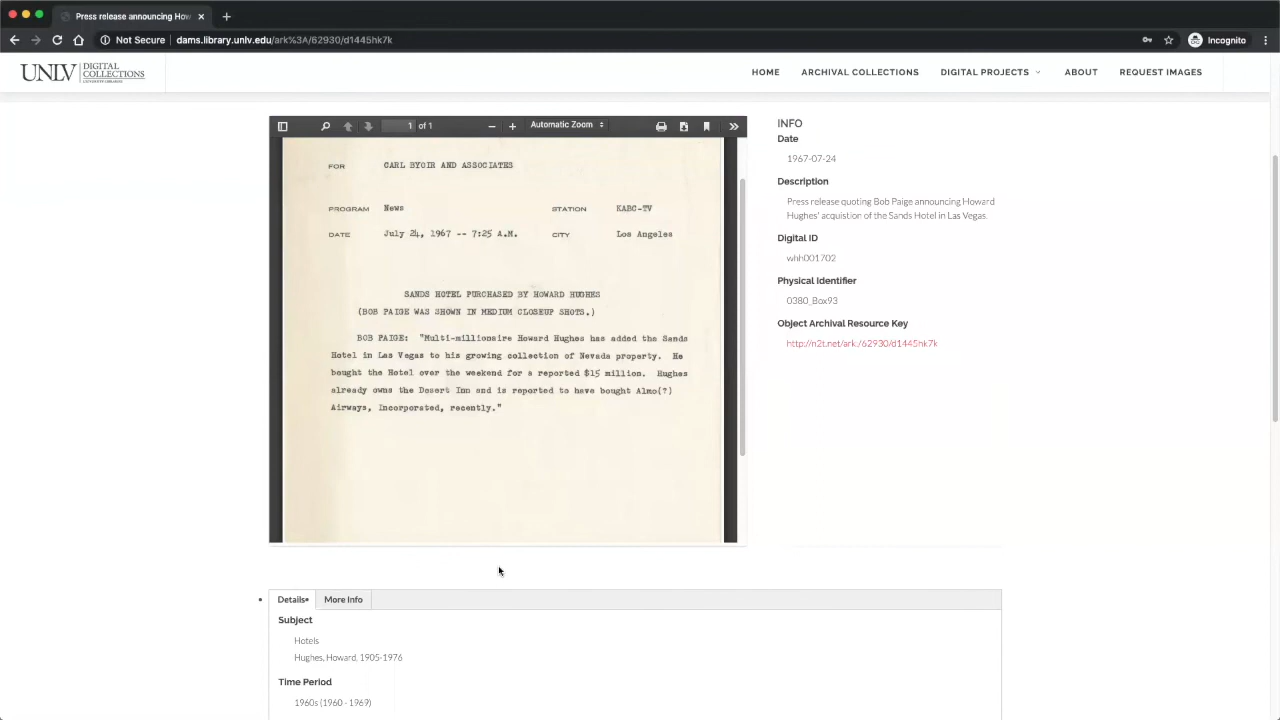 Press release announcing How
Not Secure dams.library.unlv.edu/ark%3A/62930/d1445hk7k
Incognito
UNLV DIGITAL COLLECTIONS
UNIVERSITY LIBRARIES
HOME ARCHIVAL COLLECTIONS DIGITAL PROJECTS ABOUT REQUEST IMAGES
1 of 1 Automatic Zoom
FOR CARL BYOIR AND ASSOCIATES
PROGRAM News STATION KABC-TV
DATE July 24, 1967 -- 7:25 A.M. CITY Los Angeles
SANDS HOTEL PURCHASED BY HOWARD HUGHES
(BOB PAIGE WAS SHOWN IN MEDIUM CLOSEUP SHOTS.)
BOB PAIGE: "Multi-millionaire Howard Hughes has added the Sands
Hotel in Las Vegas to his growing collection of Nevada property. He
bought the Hotel over the weekend for a reported $15 million. Hughes
already owns the Desert Inn and is reported to have bought Almo(?)
Airways, Incorporated, recently."
INFO
Date
1967-07-24
Description
Press release quoting Bob Paige announcing Howard
Hughes' acquistion of the Sands Hotel in Las Vegas.
Digital ID
whh001702
Physical Identifier
0380_Box93
Object Archival Resource Key
http://n2t.net/ark:/62930/d1445hk7k
Details More Info
Subject
Hotels
Hughes, Howard, 1905-1976
Time Period
1960s (1960 - 1969)